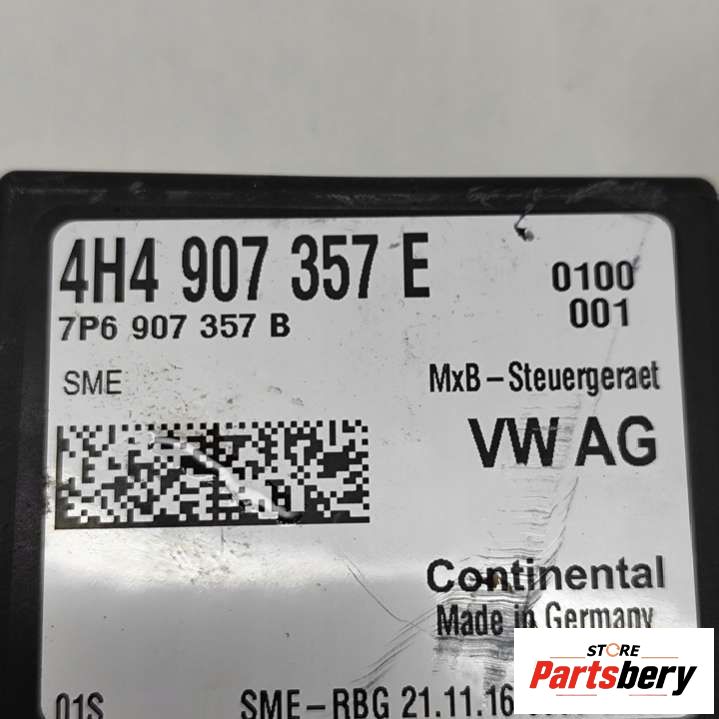 4H4 907 357 E
0100
7P6 907 357 B
001
SME
MxB-Steuergeraet
VW AG
Continental
Made in Germany
01S
SME-RBG 21.11.16
STORE
Partsbery